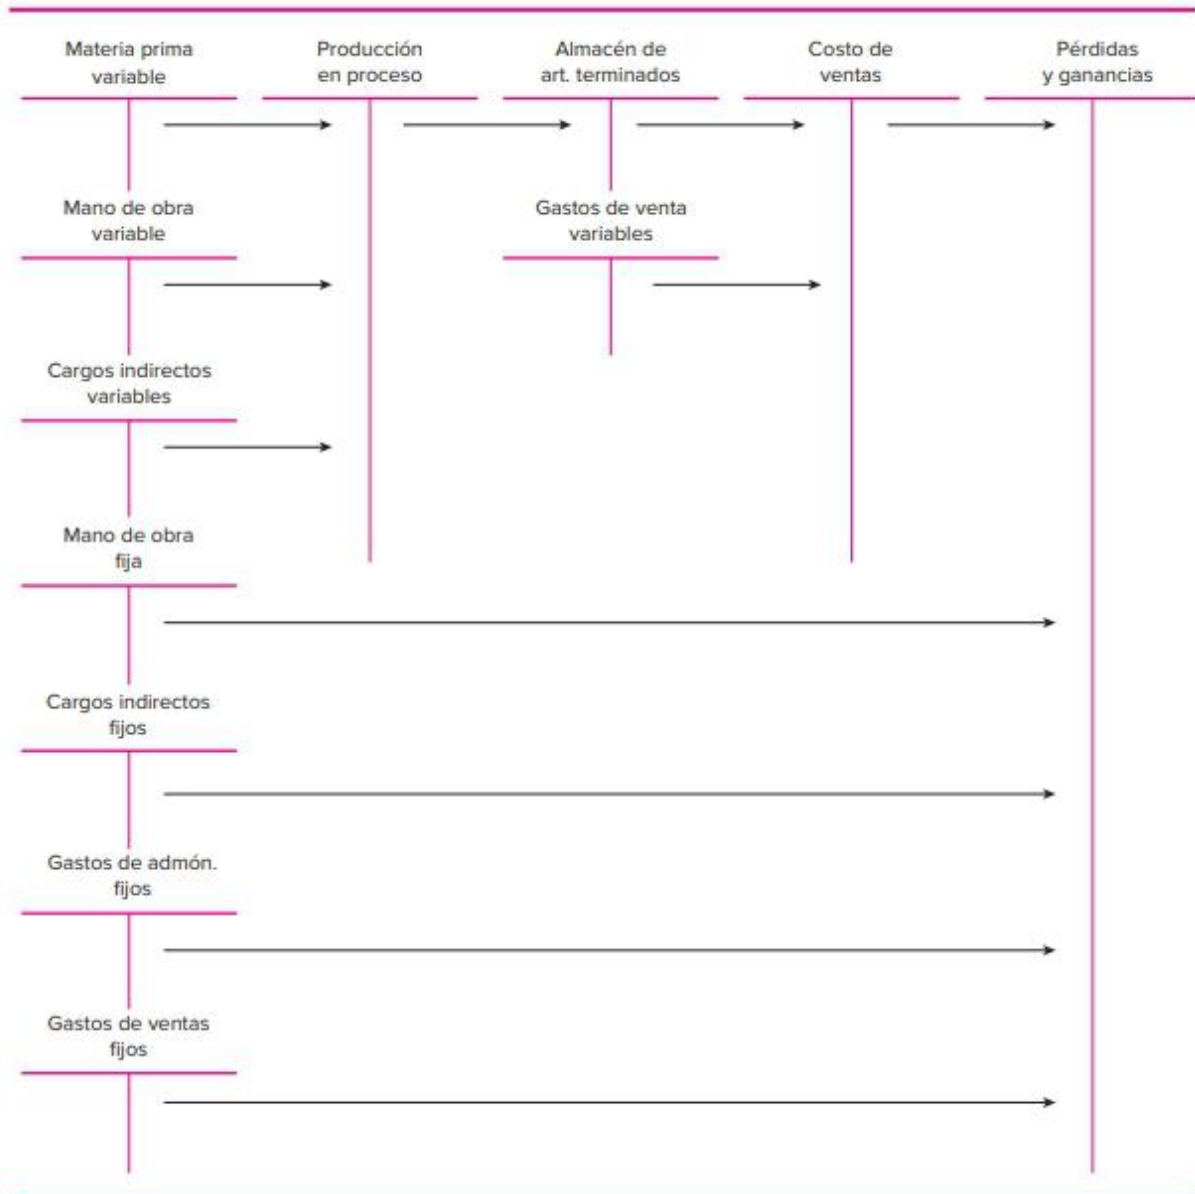 Materia prima
variable
Producción
en proceso
Almacén de
art. terminados
Costo de
ventas
Pérdidas
y ganancias
Mano de obra
variable
Gastos de venta
variables
Cargos indirectos
variables
Mano de obra
fija
Cargos indirectos
fijos
Gastos de admón.
fijos
Gastos de ventas
fijos